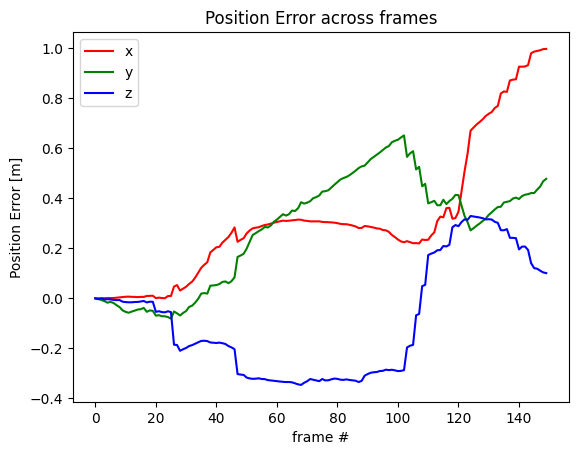 Position Error across frames
x
y
z
Position Error [m]
1.0
0.8
0.6
0.4
0.2
0.0
−0.2
−0.4
0 20 40 60 80 100 120 140
frame #